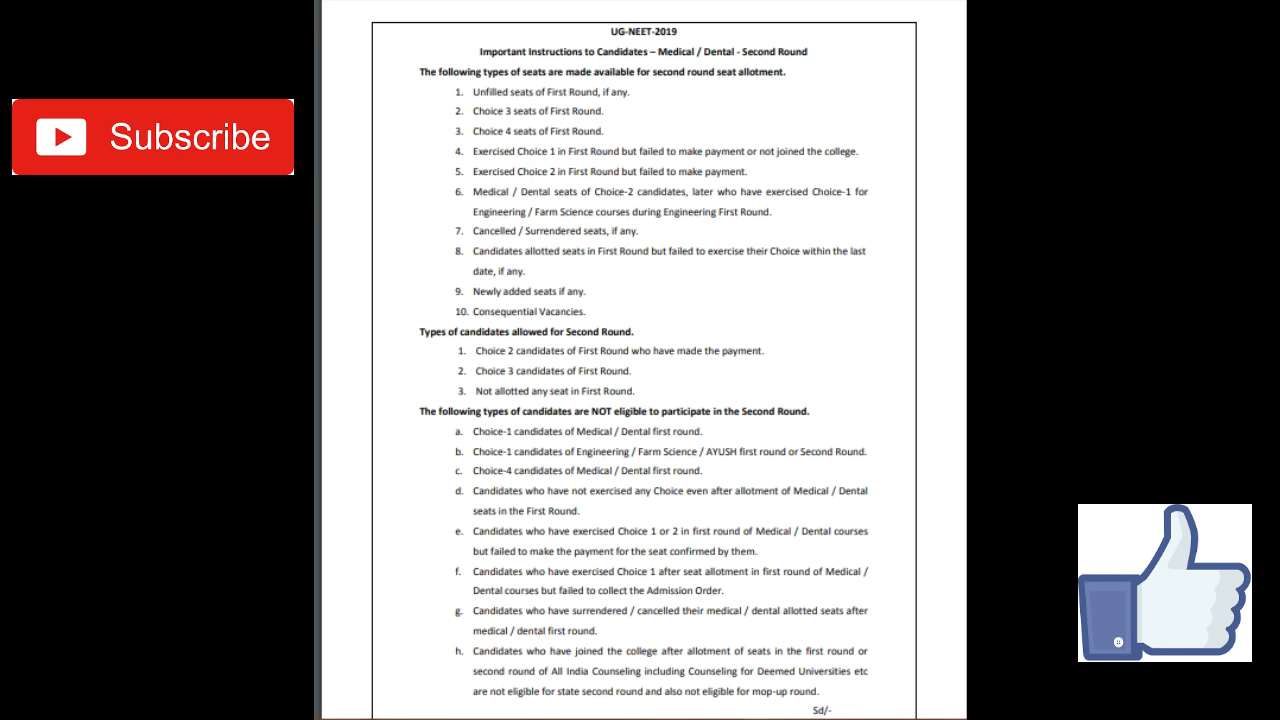 UG-NEET-2019
Important Instructions to Candidates – Medical / Dental - Second Round
The following types of seats are made available for second round seat allotment.
1. Unfilled seats of First Round, if any.
2. Choice 3 seats of First Round.
3. Choice 4 seats of First Round.
4. Exercised Choice 1 in First Round but failed to make payment or not joined the college.
5. Exercised Choice 2 in First Round but failed to make payment.
6. Medical / Dental seats of Choice-2 candidates, later who have exercised Choice-1 for
Engineering / Farm Science courses during Engineering First Round.
7. Cancelled / Surrendered seats, if any.
8. Candidates allotted seats in First Round but failed to exercise their Choice within the last
date, if any.
9. Newly added seats if any.
10. Consequential Vacancies.
Types of candidates allowed for Second Round.
1. Choice 2 candidates of First Round who have made the payment.
2. Choice 3 candidates of First Round.
3. Not allotted any seat in First Round.
The following types of candidates are NOT eligible to participate in the Second Round.
a. Choice-1 candidates of Medical / Dental first round.
b. Choice-1 candidates of Engineering / Farm Science / AYUSH first round or Second Round.
c. Choice-4 candidates of Medical / Dental first round.
d. Candidates who have not exercised any Choice even after allotment of Medical / Dental
seats in the First Round.
e. Candidates who have exercised Choice 1 or 2 in first round of Medical / Dental courses
but failed to make the payment for the seat confirmed by them.
f. Candidates who have exercised Choice 1 after seat allotment in first round of Medical /
Dental courses but failed to collect the Admission Order.
g. Candidates who have surrendered / cancelled their medical / dental allotted seats after
medical / dental first round.
h. Candidates who have joined the college after allotment of seats in the first round or
second round of All India Counseling including Counseling for Deemed Universities etc
are not eligible for state second round and also not eligible for mop-up round.
Sd/-
Subscribe